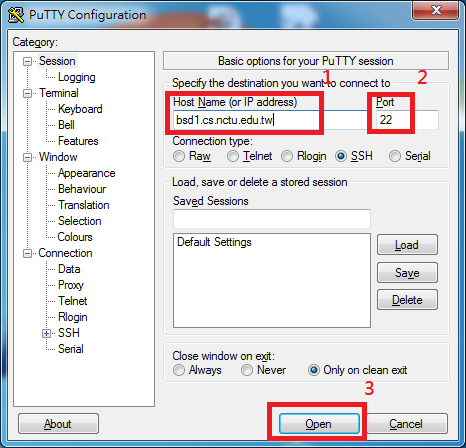 PuTTY Configuration
Category:
Session
Logging
Terminal
Keyboard
Bell
Features
Window
Appearance
Behaviour
Translation
Selection
Colours
Connection
Data
Proxy
Telnet
Rlogin
SSH
Serial
Basic options for your PuTTY session
Specify the destination you want to connect to
1 2
Host Name (or IP address) Port
bsd1.cs.nctu.edu.tw 22
Connection type:
Raw Telnet Rlogin SSH Serial
Load, save or delete a stored session
Saved Sessions
Default Settings
Load
Save
Delete
Close window on exit:
Always Never Only on clean exit
3
About Open Cancel